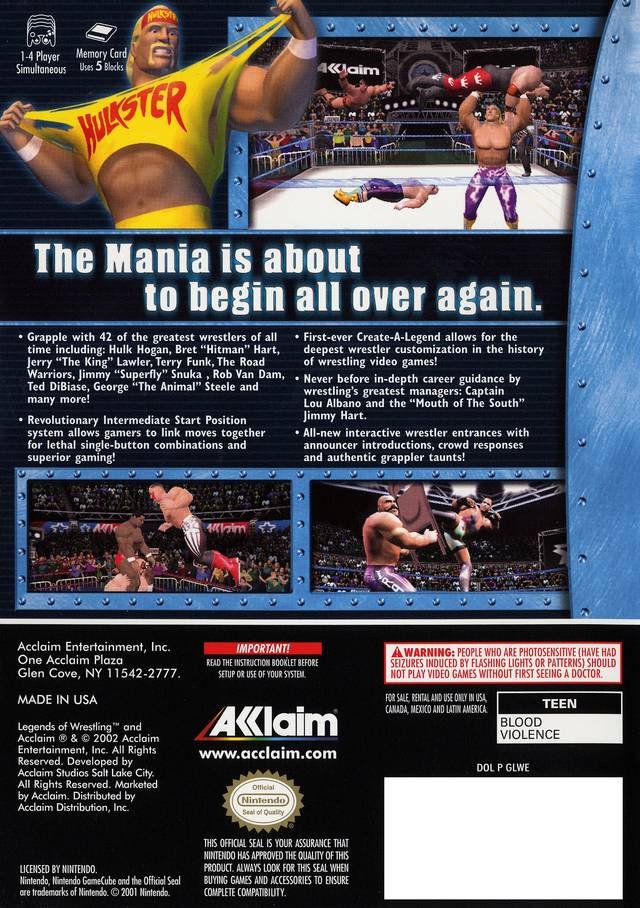 1-4 Player
Simultaneous
Memory Card
Uses 5 Blocks
HULKSTER
Acclaim
The Mania is about
to begin all over again.
• Grapple with 42 of the greatest wrestlers of all
time including: Hulk Hogan, Bret “Hitman” Hart,
Jerry “The King” Lawler, Terry Funk, The Road
Warriors, Jimmy “Superfly” Snuka , Rob Van Dam,
Ted DiBiase, George “The Animal” Steele and
many more!
• Revolutionary Intermediate Start Position
system allows gamers to link moves together
for lethal single-button combinations and
superior gaming!
• First-ever Create-A-Legend allows for the
deepest wrestler customization in the history
of wrestling video games!
• Never before in-depth career guidance by
wrestling’s greatest managers: Captain
Lou Albano and the “Mouth of The South”
Jimmy Hart.
• All-new interactive wrestler entrances with
announcer introductions, crowd responses
and authentic grappler taunts!
Acclaim Entertainment, Inc.
One Acclaim Plaza
Glen Cove, NY 11542-2777.
MADE IN USA
Legends of Wrestling™ and
Acclaim ® & © 2002 Acclaim
Entertainment, Inc. All Rights
Reserved. Developed by
Acclaim Studios Salt Lake City.
All Rights Reserved. Marketed
by Acclaim. Distributed by
Acclaim Distribution, Inc.
LICENSED BY NINTENDO.
Nintendo, Nintendo GameCube and the Official Seal
are trademarks of Nintendo. © 2001 Nintendo.
IMPORTANT!
READ THE INSTRUCTION BOOKLET BEFORE
SETUP OR USE OF YOUR SYSTEM.
Acclaim
www.acclaim.com
Official
Nintendo
Seal of Quality
THIS OFFICIAL SEAL IS YOUR ASSURANCE THAT
NINTENDO HAS APPROVED THE QUALITY OF THIS
PRODUCT. ALWAYS LOOK FOR THIS SEAL WHEN
BUYING GAMES AND ACCESSORIES TO ENSURE
COMPLETE COMPATIBILITY.
WARNING: PEOPLE WHO ARE PHOTOSENSITIVE (HAVE HAD
SEIZURES INDUCED BY FLASHING LIGHTS OR PATTERNS) SHOULD
NOT PLAY VIDEO GAMES WITHOUT FIRST SEEING A DOCTOR.
FOR SALE, RENTAL AND USE ONLY IN USA,
CANADA, MEXICO AND LATIN AMERICA.
TEEN
BLOOD
VIOLENCE
DOL P GLWE